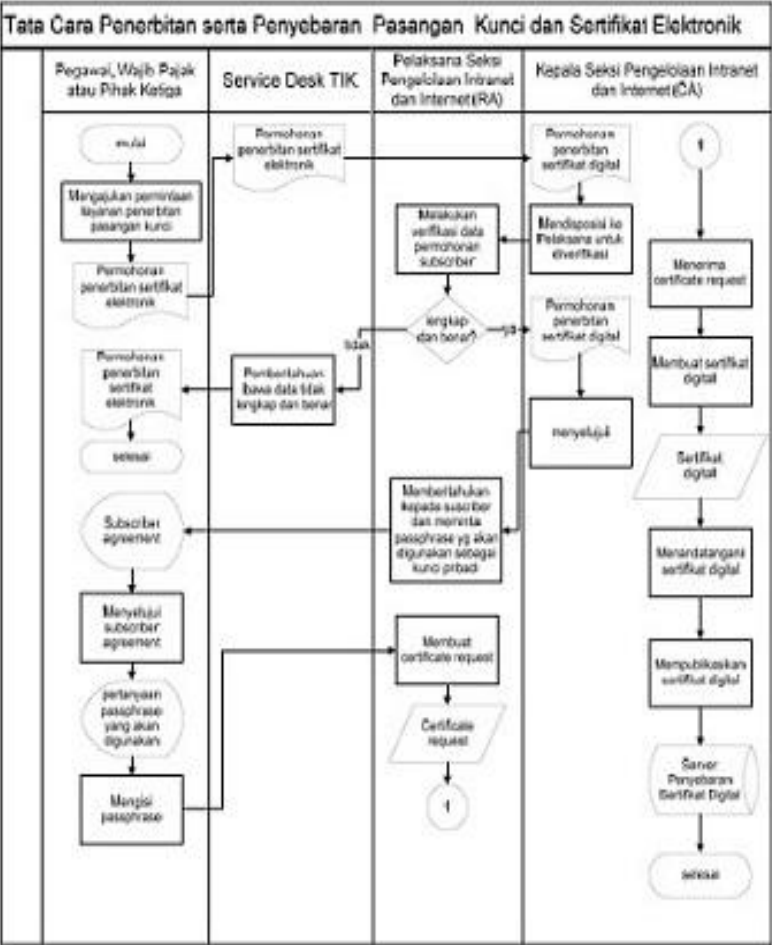 Tata Cara Penerbitan serta Penyebaran Pasangan Kunci dan Sertifikat Elektronik
Pegawai, Wajib Pajak
atau Pihak Ketiga
Service Desk TIK
Pelaksana Seksi
Pengelolaan Intranet
dan Internet(RA)
Kepala Seksi Pengelolaan Intranet
dan Internet(CA)
mulai
Mengajukan permintaan
layanan penerbitan
pasangan kunci
Permohonan
penerbitan sertifikat
elektronik
Permohonan
penerbitan sertifikat
elektronik
Permohonan
penerbitan
sertifikat digital
Mendisposisi ke
Pelaksana untuk
diverifikasi
Melakukan
verifikasi data
permohonan
subscriber
lengkap
dan benar?
ya
tidak
Permohonan
penerbitan
sertifikat digital
menyetujui
Pemberitahuan
bawa data tidak
lengkap dan benar
Permohonan
penerbitan
sertifikat
elektronik
selesai
Memberitahukan
kepada suscriber
dan meminta
passphrase yg akan
digunakan sebagai
kunci pribadi
Subscriber
agreement
Menyetujui
subscriber
agreement
pertanyaan
passphrase
yang akan
digunakan
Mengisi
passphrase
Membuat
certificate request
Certificate
request
1
1
Menerima
certificate request
Membuat sertifikat
digital
Sertifikat
digital
Menandatangani
sertifikat digital
Mempublikasikan
sertifikat digital
Server
Penyebaran
Sertifikat Digital
selesai